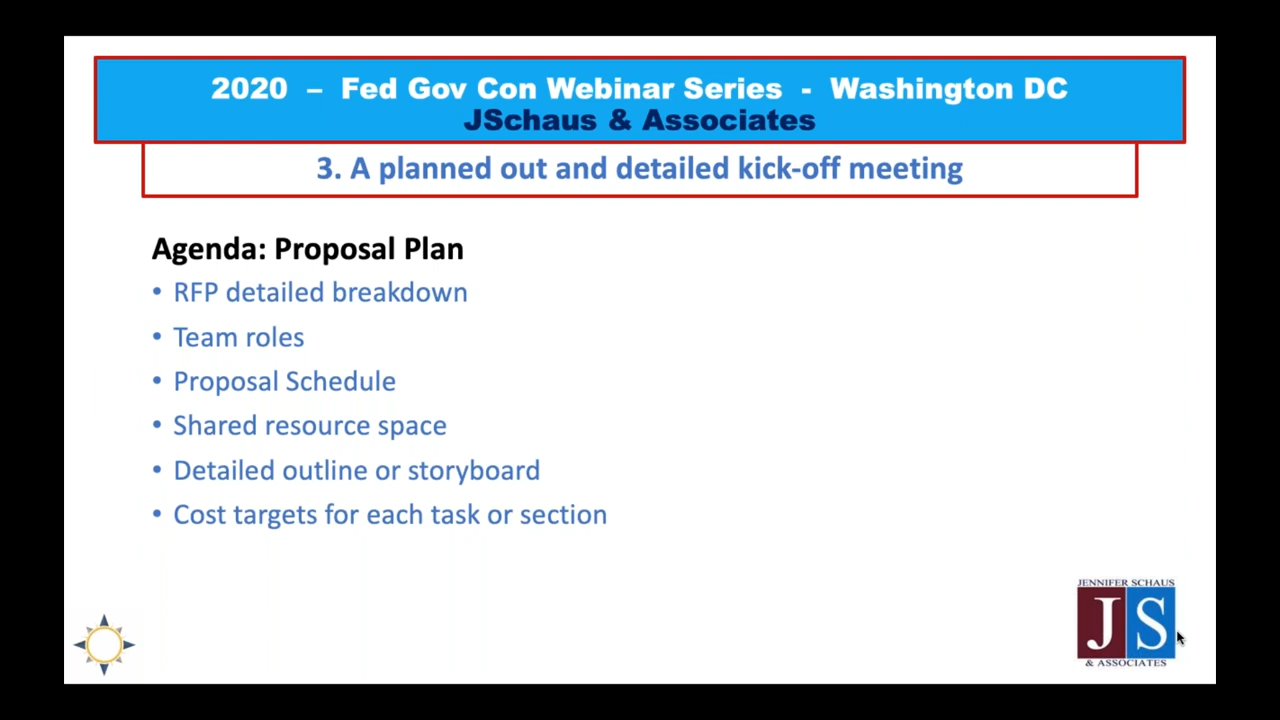 2020 – Fed Gov Con Webinar Series - Washington DC
JSchaus & Associates
3. A planned out and detailed kick-off meeting
Agenda: Proposal Plan
• RFP detailed breakdown
• Team roles
• Proposal Schedule
• Shared resource space
• Detailed outline or storyboard
• Cost targets for each task or section
JENNIFER SCHAUS
JS
& ASSOCIATES